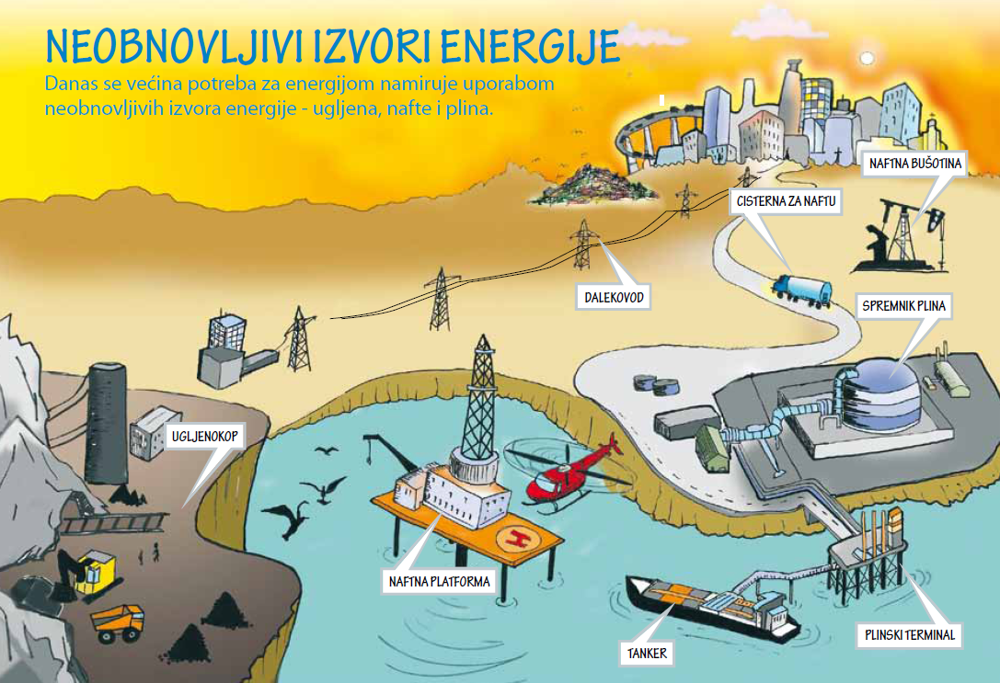 NEOBNOVLJIVI IZVORI ENERGIJE
Danas se većina potreba za energijom namiruje uporabom
neobnovljivih izvora energije - ugljena, nafte i plina.
NAFTNA BUŠOTINA
CISTERNA ZA NAFTU
DALEKOVOD
SPREMNIK PLINA
UGLJENOKOP
H
NAFTNA PLATFORMA
PLINSKI TERMINAL
TANKER